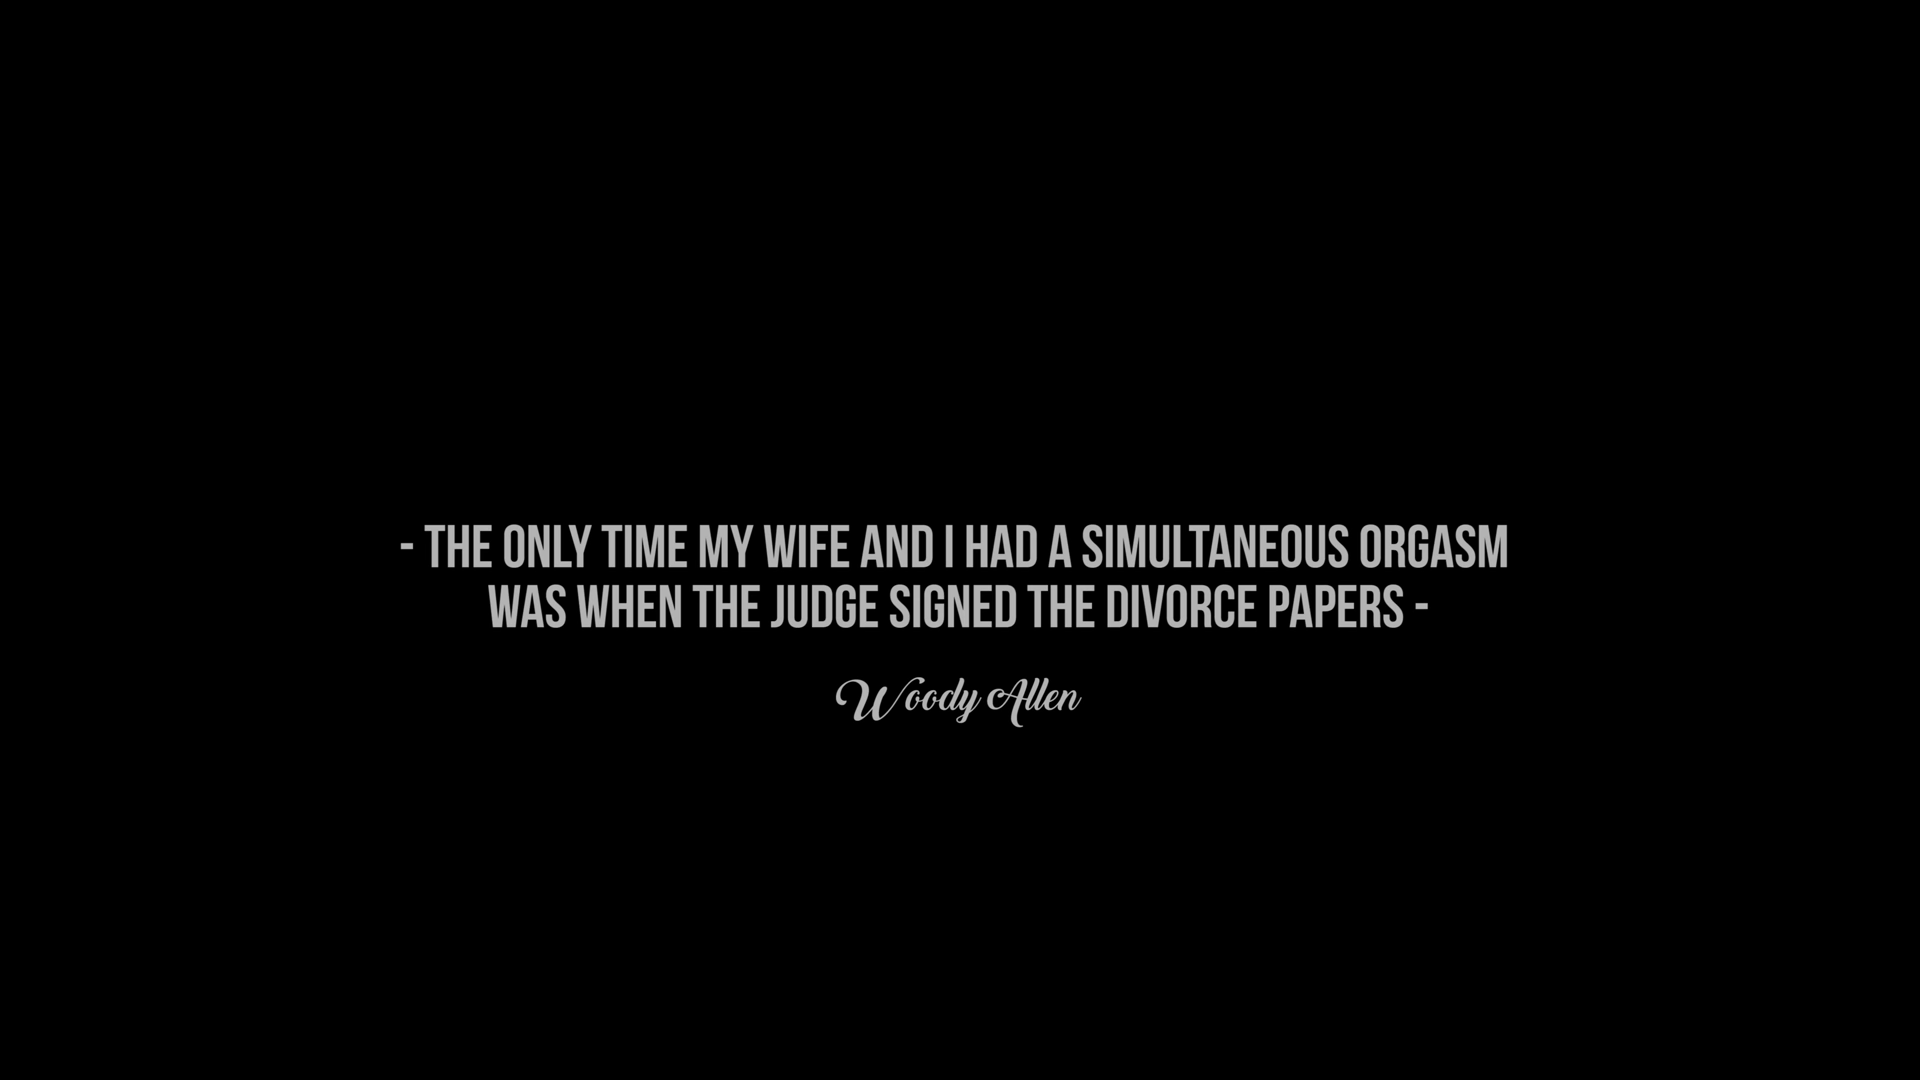 - THE ONLY TIME MY WIFE AND I HAD A SIMULTANEOUS ORGASM
WAS WHEN THE JUDGE SIGNED THE DIVORCE PAPERS -
Woody Allen